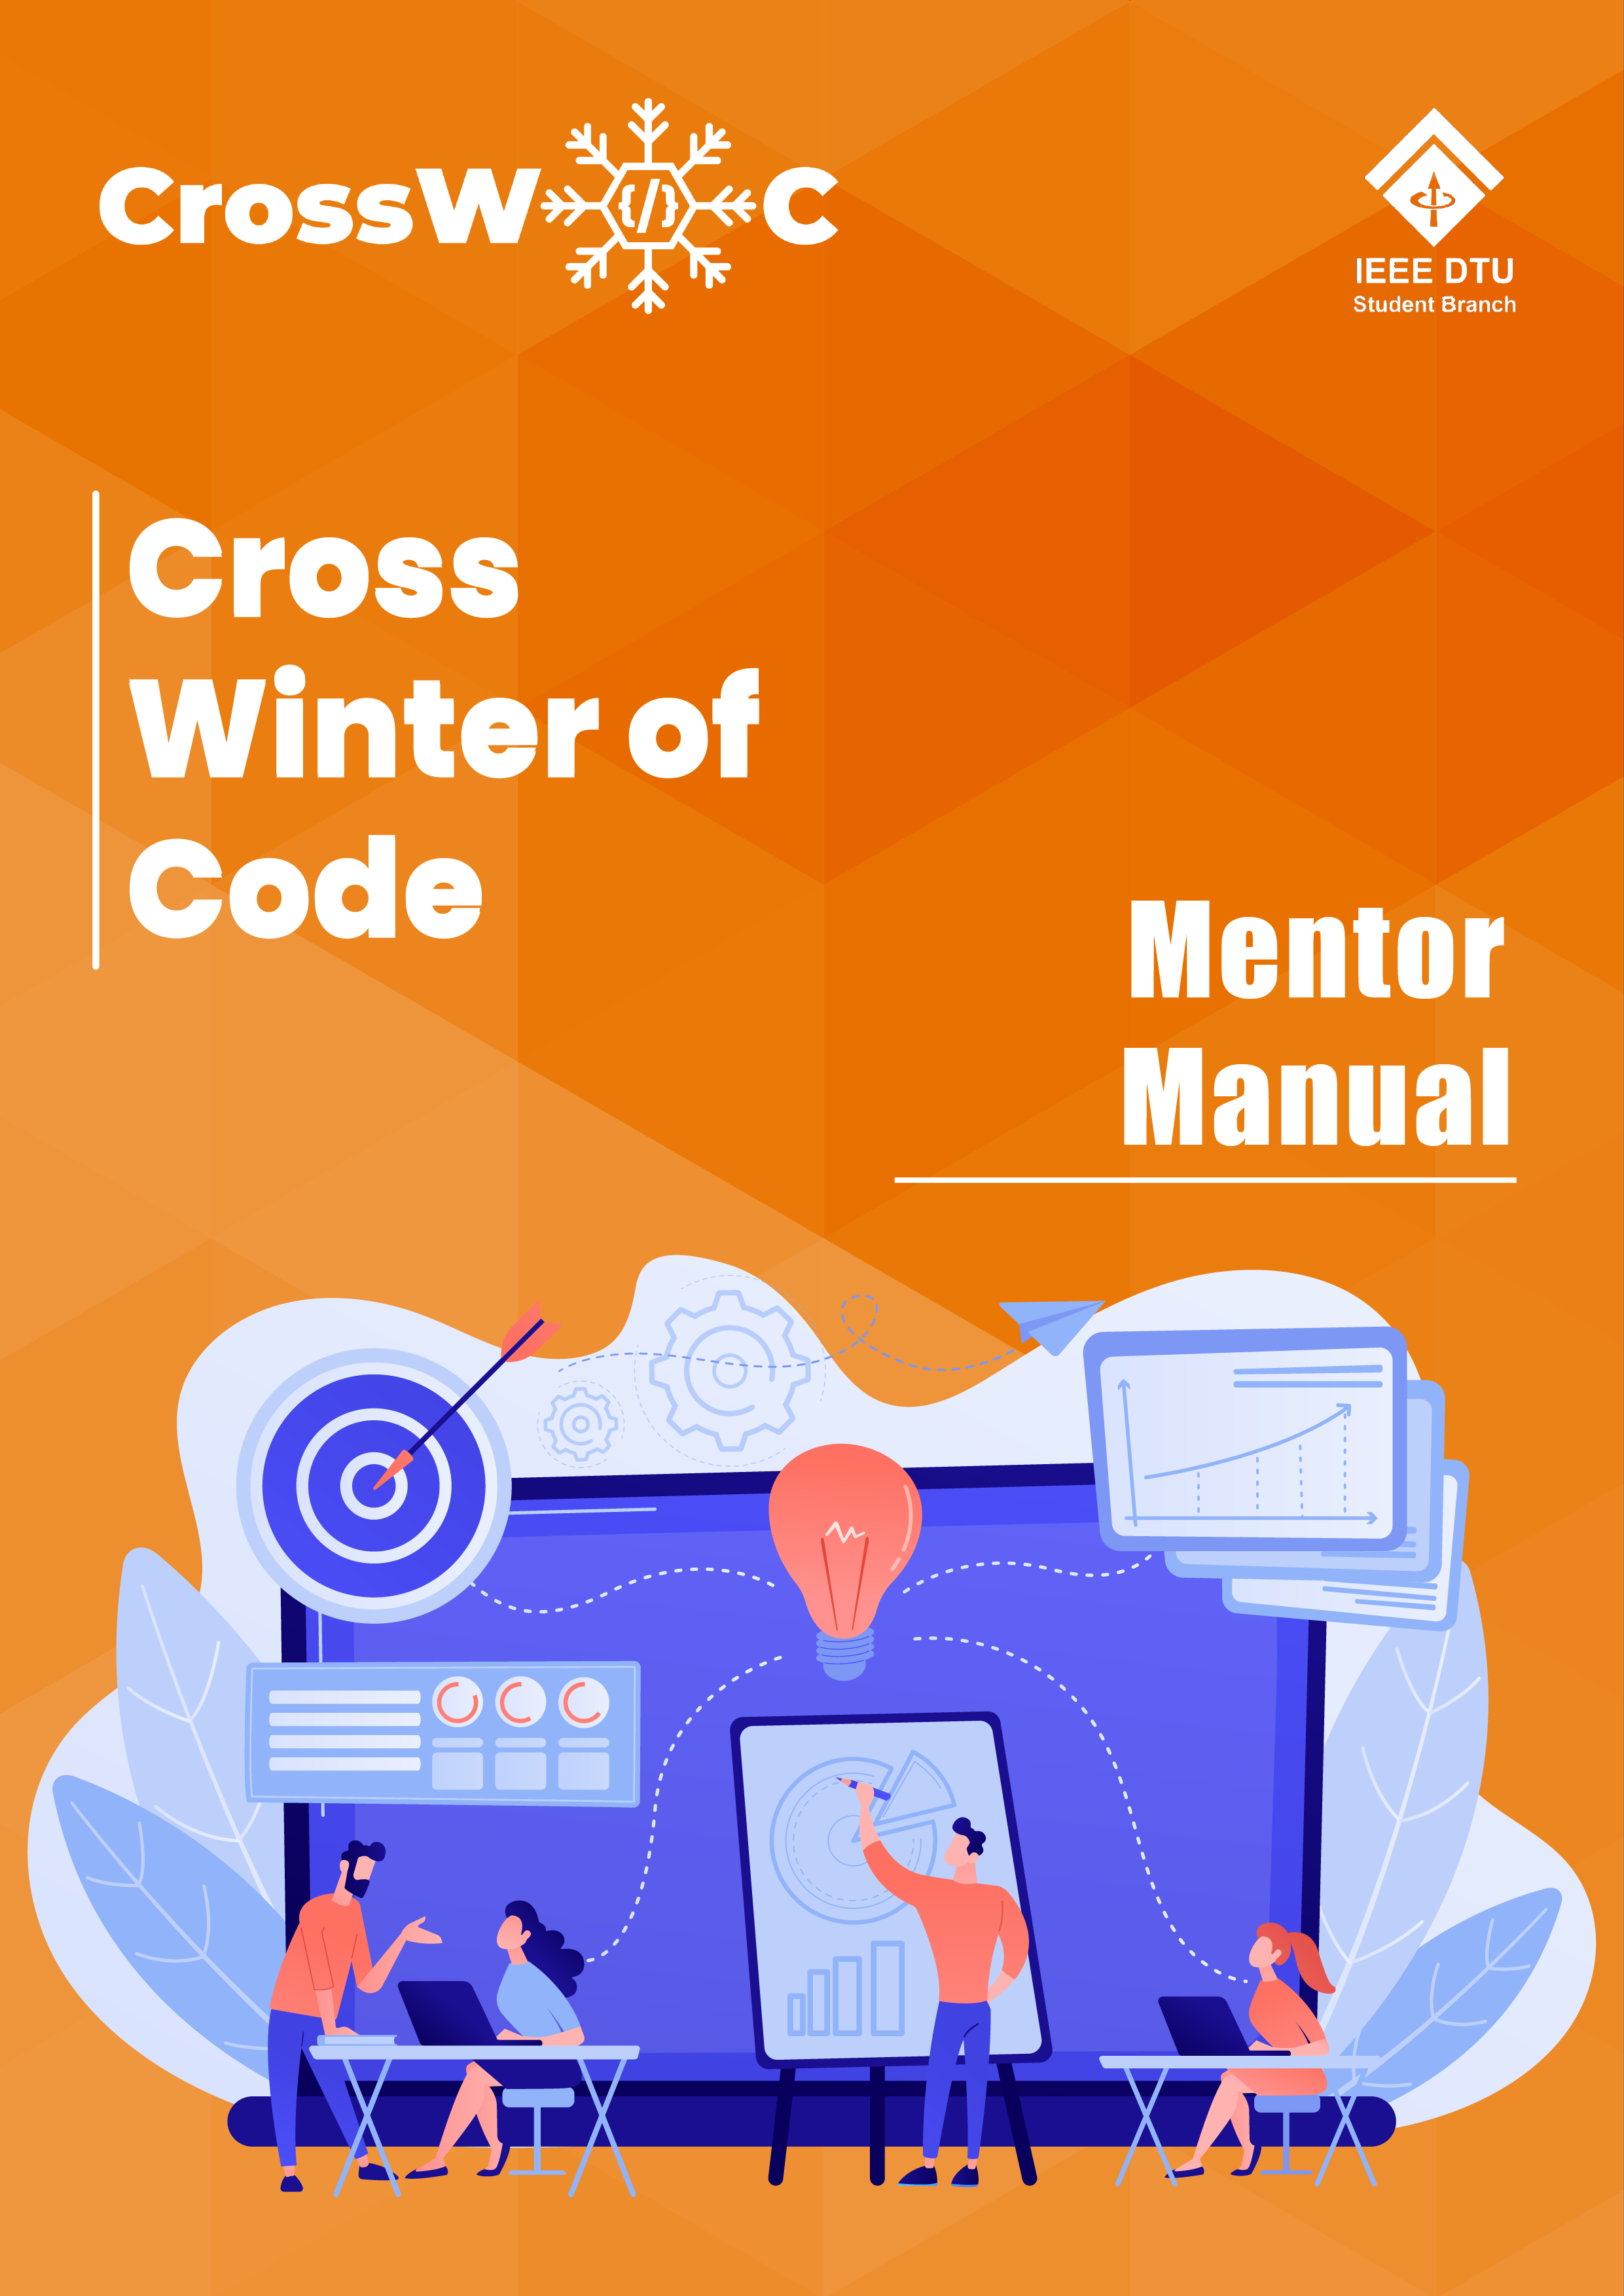 CrossW{/}C
IEEE DTU
Student Branch
Cross
Winter of
Code
Mentor
Manual